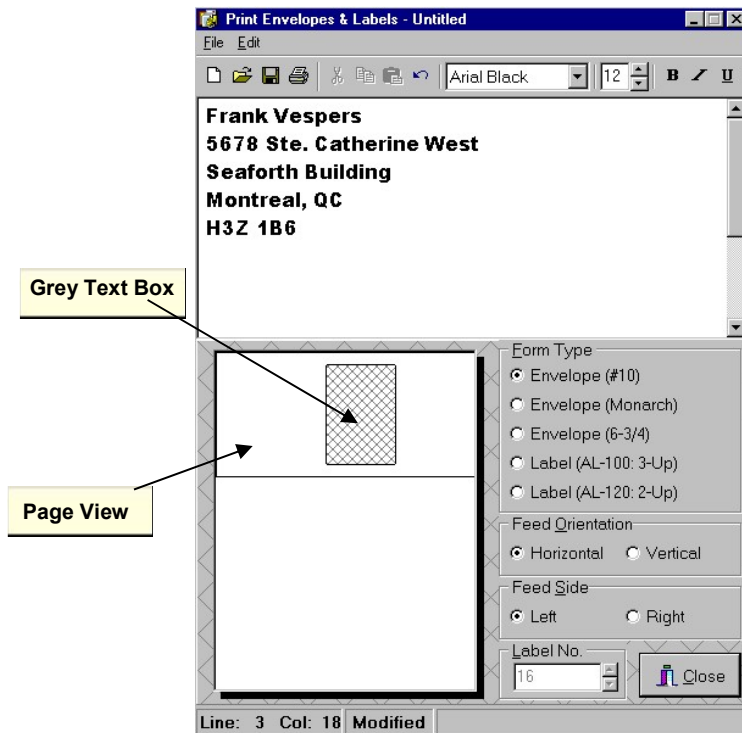 Print Envelopes & Labels - Untitled
File Edit
Arial Black 12 B I U
Frank Vespers
5678 Ste. Catherine West
Seaforth Building
Montreal, QC
H3Z 1B6
Grey Text Box
Page View
Form Type
Envelope (#10)
Envelope (Monarch)
Envelope (6-3/4)
Label (AL-100: 3-Up)
Label (AL-120: 2-Up)
Feed Orientation
Horizontal Vertical
Feed Side
Left Right
Label No.
16
Close
Line: 3 Col: 18 Modified